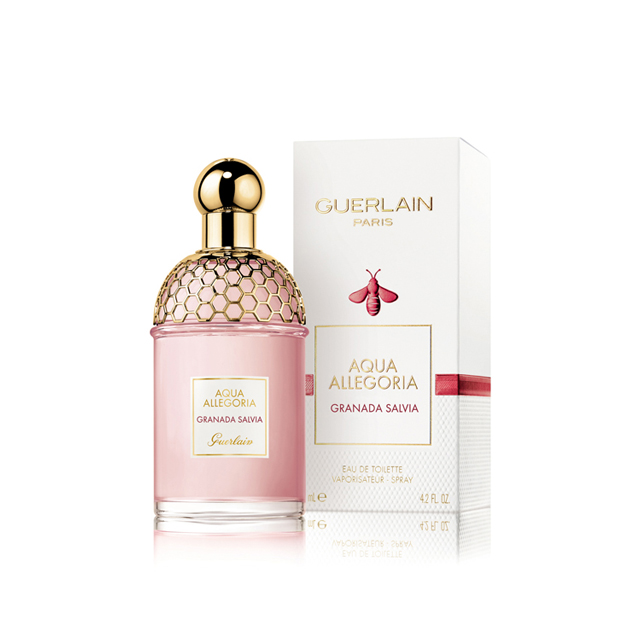 AQUA
ALLEGORIA
GRANADA SALVIA
Guerlain
GUERLAIN
PARIS
AQUA
ALLEGORIA
GRANADA SALVIA
EAU DE TOILETTE
VAPORISATEUR - SPRAY
mL ℮
4.2 FL. OZ.